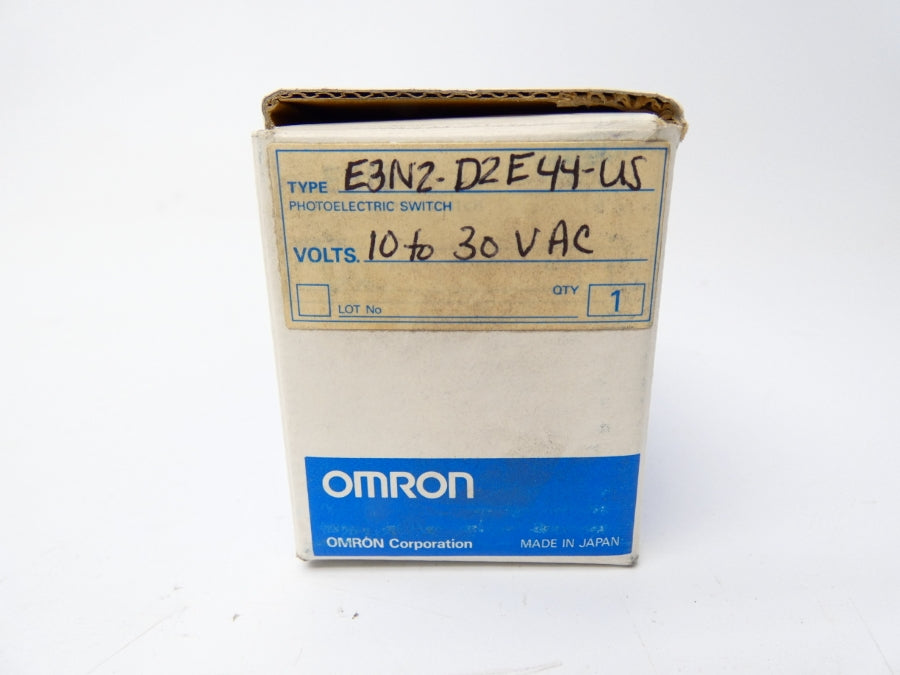 TYPE E3N2-D2E44-US
PHOTOELECTRIC SWITCH
VOLTS. 10 to 30 VAC
QTY 1
LOT No
OMRON
OMRON Corporation MADE IN JAPAN